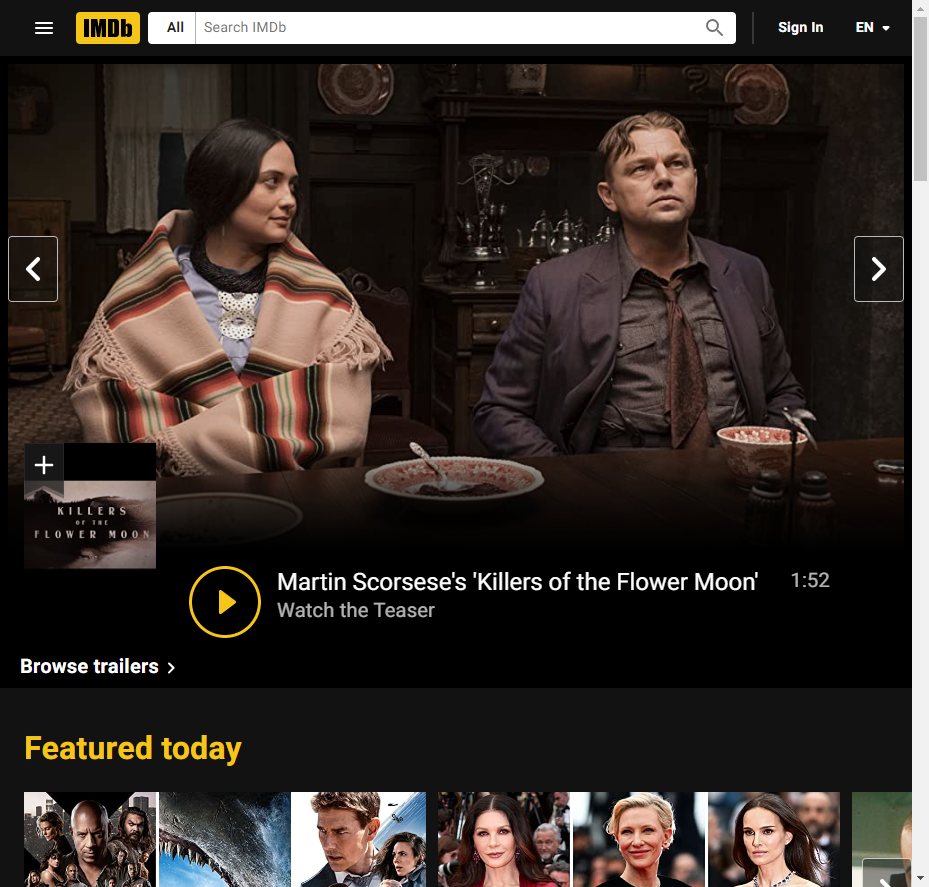 IMDb
All
Search IMDb
Sign In
EN
KILLERS
OF THE
FLOWER MOON
Martin Scorsese's 'Killers of the Flower Moon'
1:52
Watch the Teaser
Browse trailers
Featured today